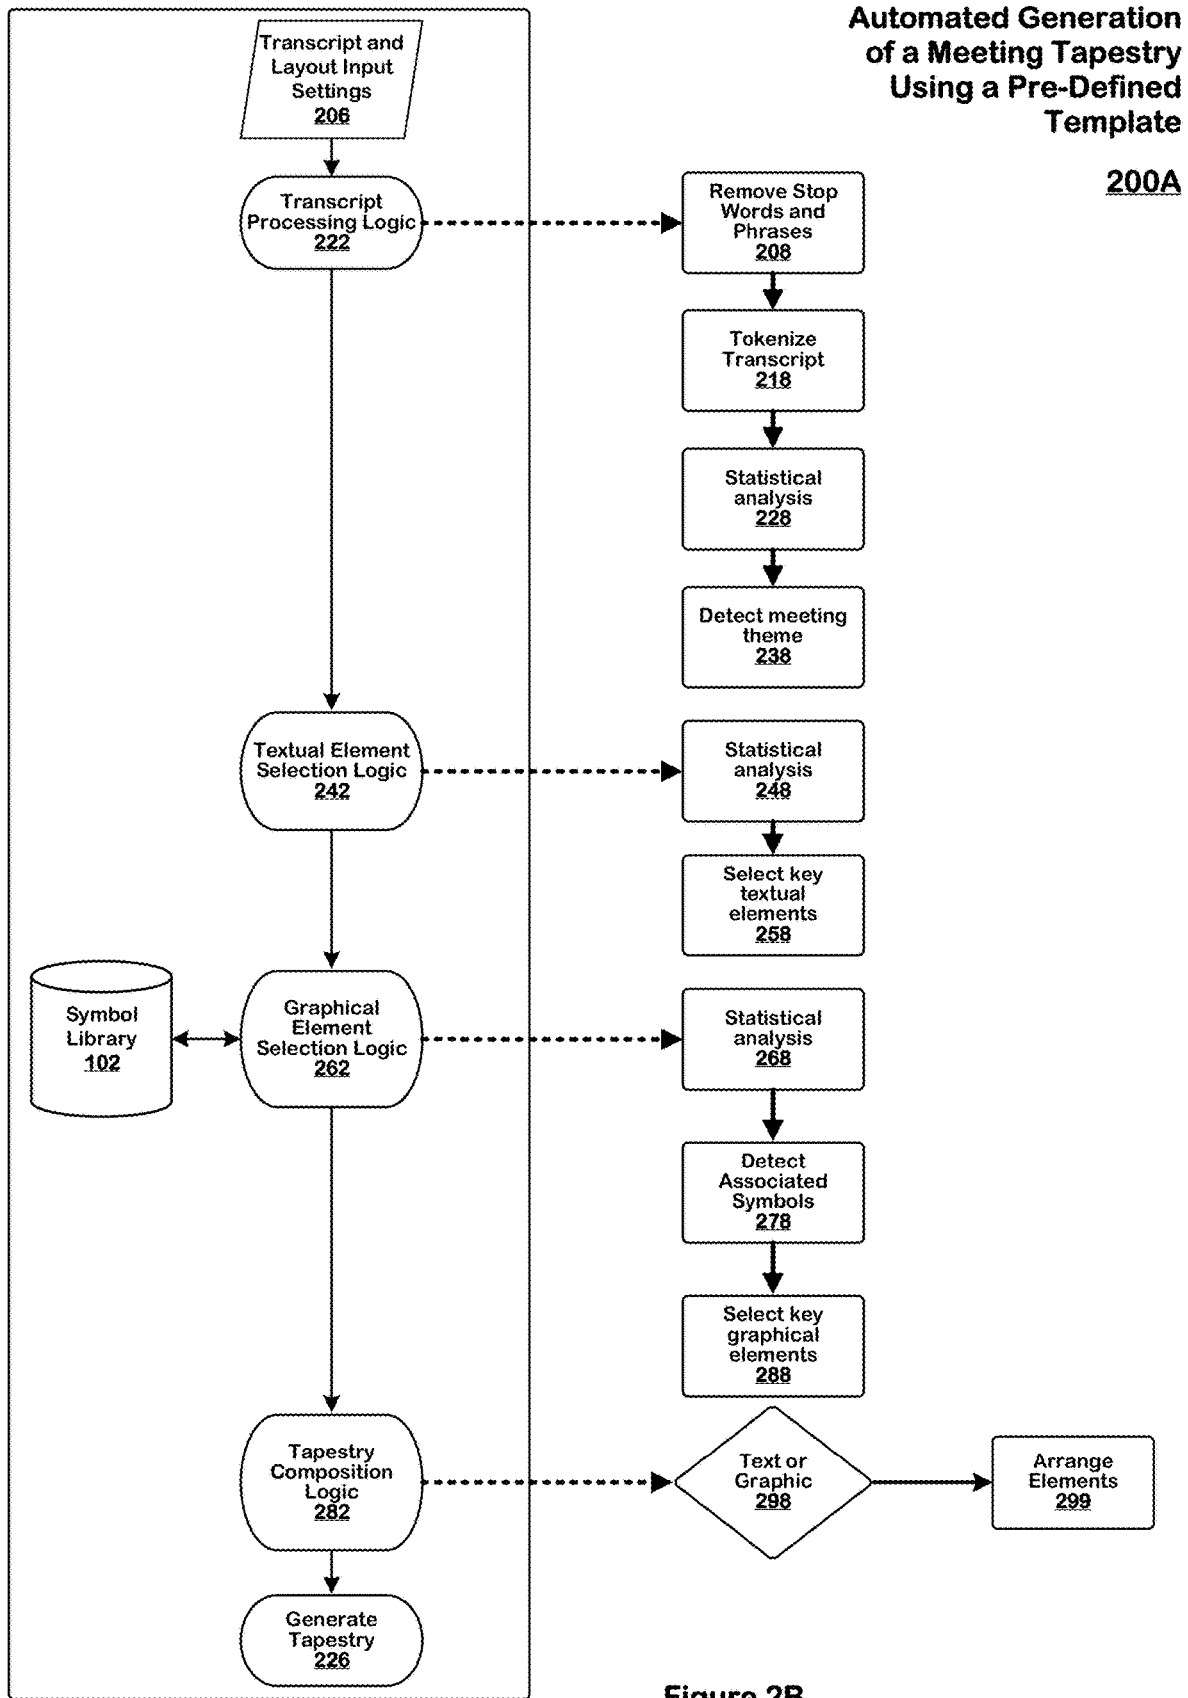 Automated Generation
of a Meeting Tapestry
Using a Pre-Defined
Template
200A
Transcript and
Layout Input
Settings
206
Transcript
Processing Logic
222
Remove Stop
Words and
Phrases
208
Tokenize
Transcript
218
Statistical
analysis
228
Detect meeting
theme
238
Textual Element
Selection Logic
242
Statistical
analysis
248
Select key
textual
elements
258
Symbol
Library
102
Graphical
Element
Selection Logic
262
Statistical
analysis
268
Detect
Associated
Symbols
278
Select key
graphical
elements
288
Tapestry
Composition
Logic
282
Text or
Graphic
298
Arrange
Elements
299
Generate
Tapestry
226
Figure 2B